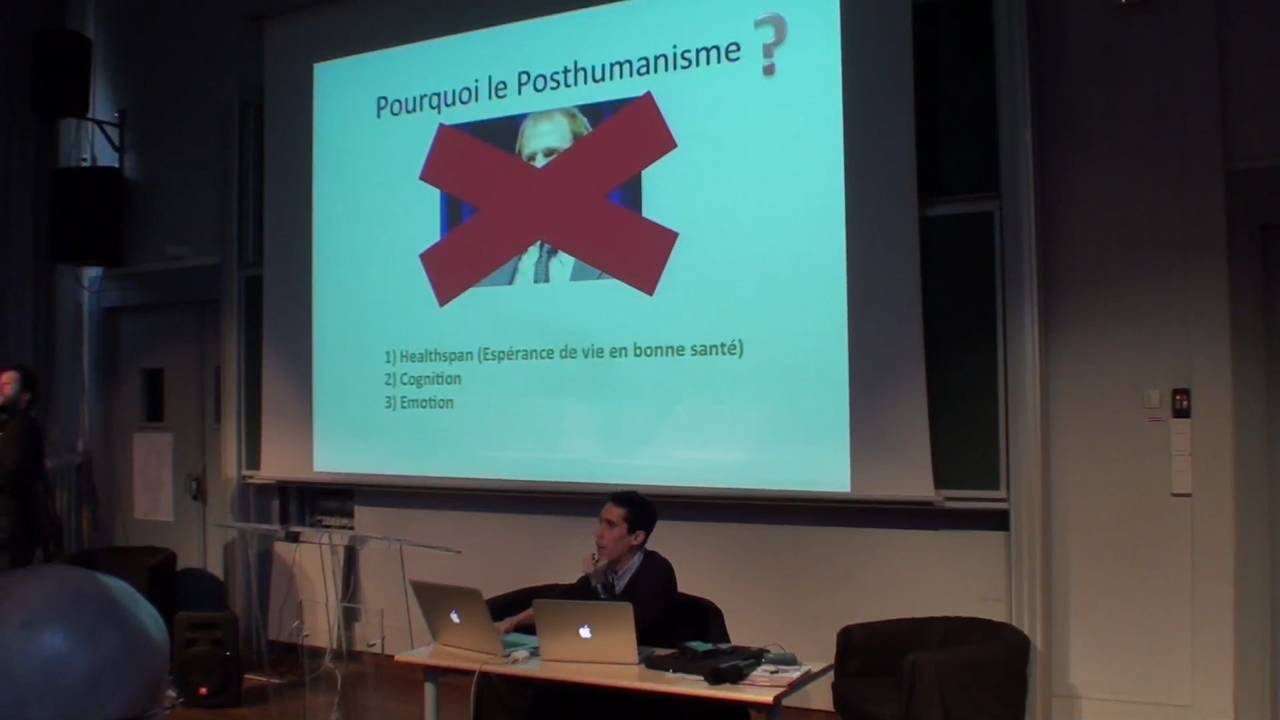 Pourquoi le Posthumanisme ?
1) Healthspan (Espérance de vie en bonne santé)
2) Cognition
3) Emotion